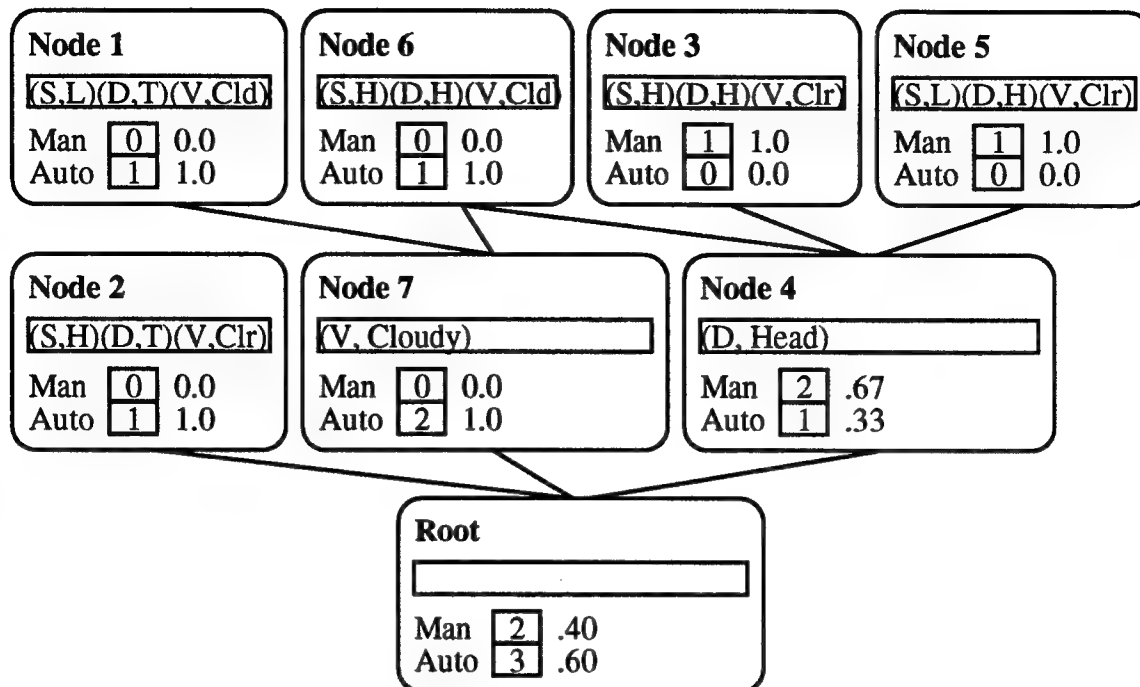 Node 1
(S,L)(D,T)(V,Cld)
Man 0 0.0
Auto 1 1.0
Node 6
(S,H)(D,H)(V,Cld)
Man 0 0.0
Auto 1 1.0
Node 3
(S,H)(D,H)(V,Clr)
Man 1 1.0
Auto 0 0.0
Node 5
(S,L)(D,H)(V,Clr)
Man 1 1.0
Auto 0 0.0
Node 2
(S,H)(D,T)(V,Clr)
Man 0 0.0
Auto 1 1.0
Node 7
(V, Cloudy)
Man 0 0.0
Auto 2 1.0
Node 4
(D, Head)
Man 2 .67
Auto 1 .33
Root
Man 2 .40
Auto 3 .60